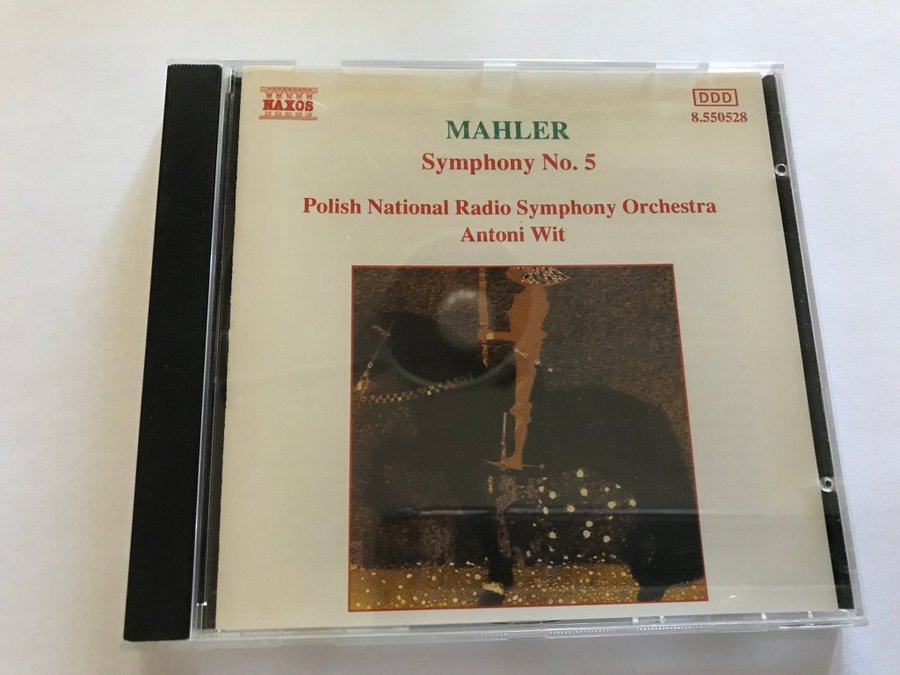 NAXOS
DDD
8.550528
MAHLER
Symphony No. 5
Polish National Radio Symphony Orchestra
Antoni Wit